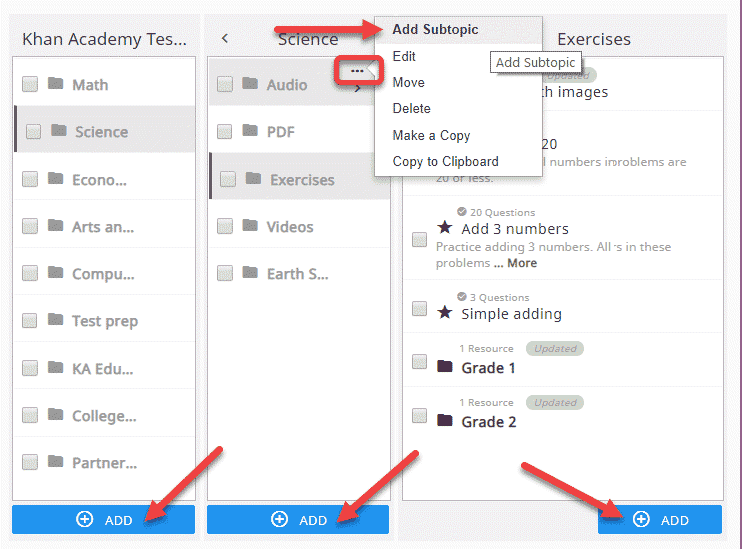 Khan Academy Tes...
Math
Science
Econo...
Arts an...
Compu...
Test prep
KA Edu...
College...
Partner...
ADD
Science
Audio
PDF
Exercises
Videos
Earth S...
ADD
Add Subtopic
Edit
Move
Delete
Make a Copy
Copy to Clipboard
Add Subtopic
Exercises
Updated
th images
20
l numbers inroblems are
20 or less.
20 Questions
Add 3 numbers
Practice adding 3 numbers. All 's in these
problems ... More
3 Questions
Simple adding
1 Resource Updated
Grade 1
1 Resource Updated
Grade 2
ADD